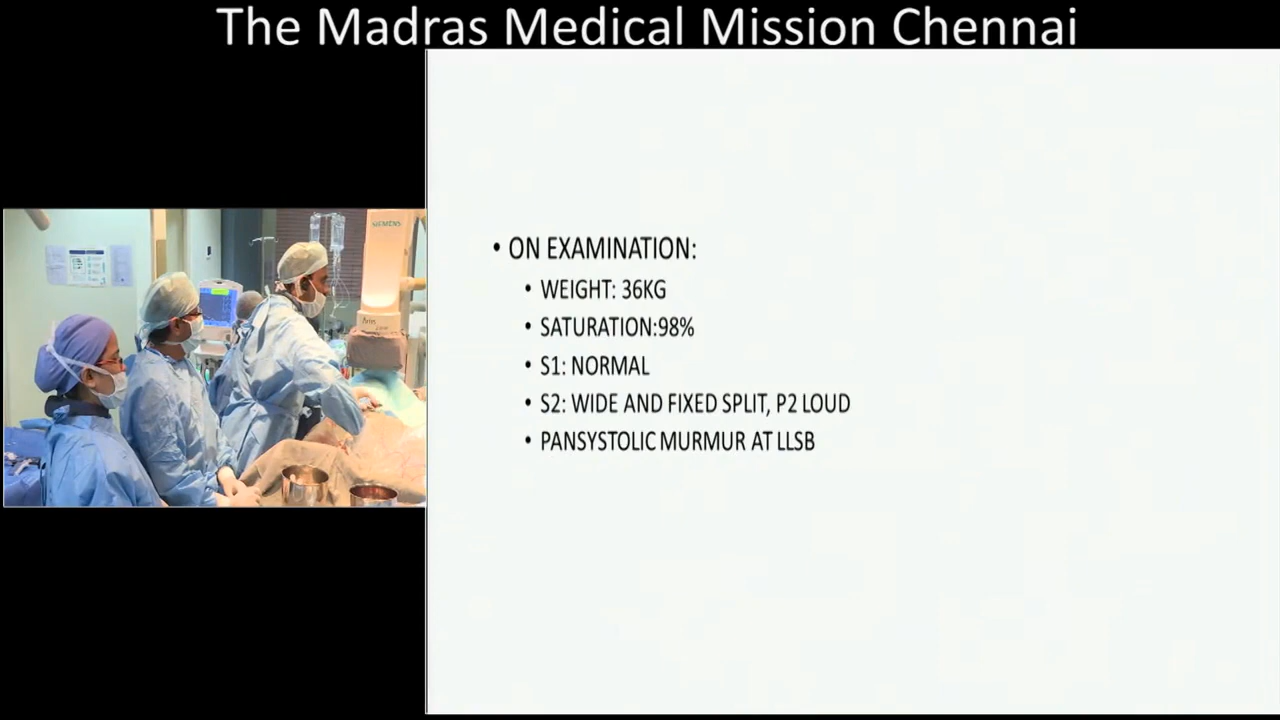 The Madras Medical Mission Chennai
SIEMENS
• ON EXAMINATION:
• WEIGHT: 36KG
• SATURATION:98%
• S1: NORMAL
• S2: WIDE AND FIXED SPLIT, P2 LOUD
• PANSYSTOLIC MURMUR AT LLSB